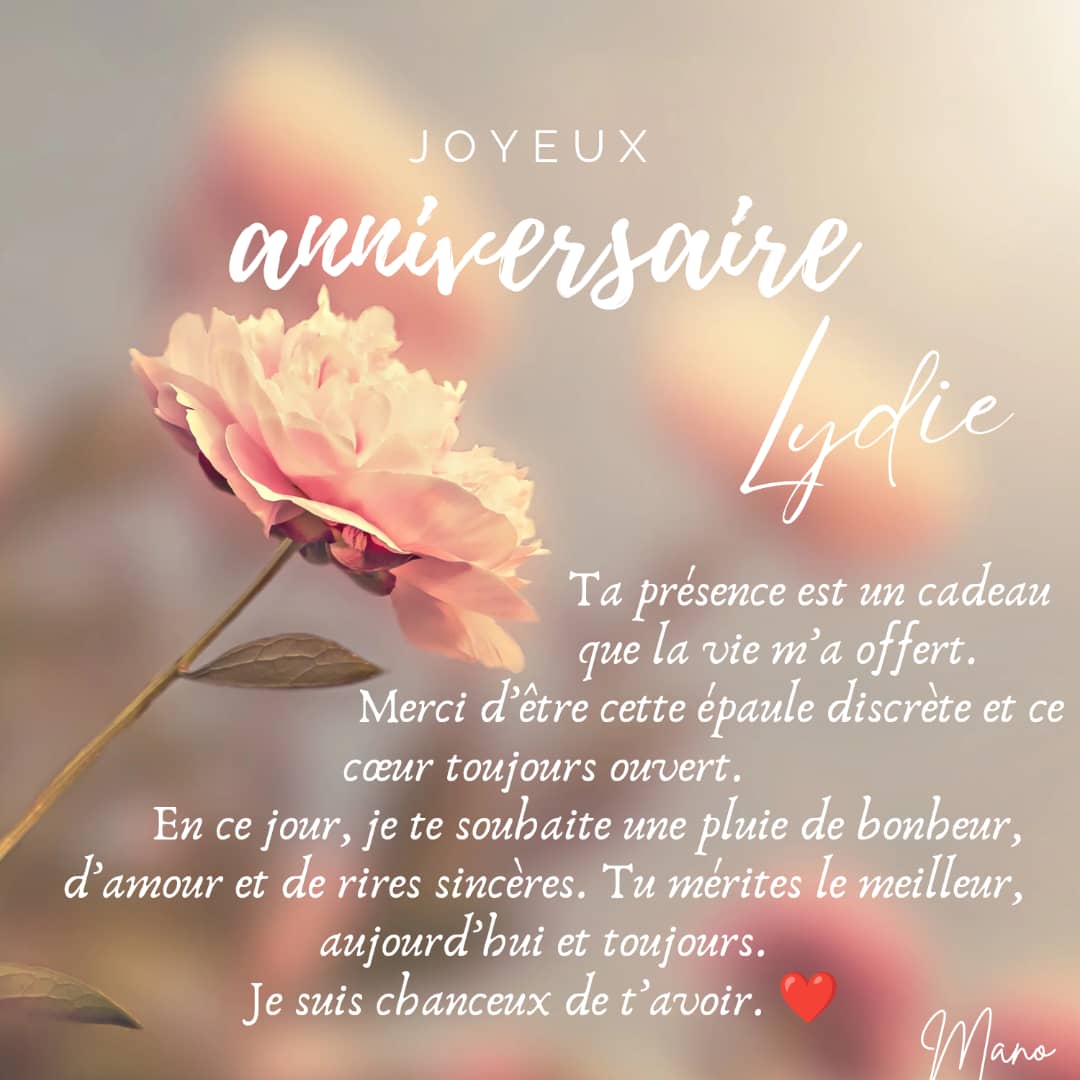 JOYEUX
anniversaire
Lydie
Ta présence est un cadeau
que la vie m'a offert.
Merci d'être cette épaule discrète et ce
cœur toujours ouvert.
En ce jour, je te souhaite une pluie de bonheur,
d'amour et de rires sincères. Tu mérites le meilleur,
aujourd'hui et toujours.
Je suis chanceux de t'avoir. ❤️
Mano